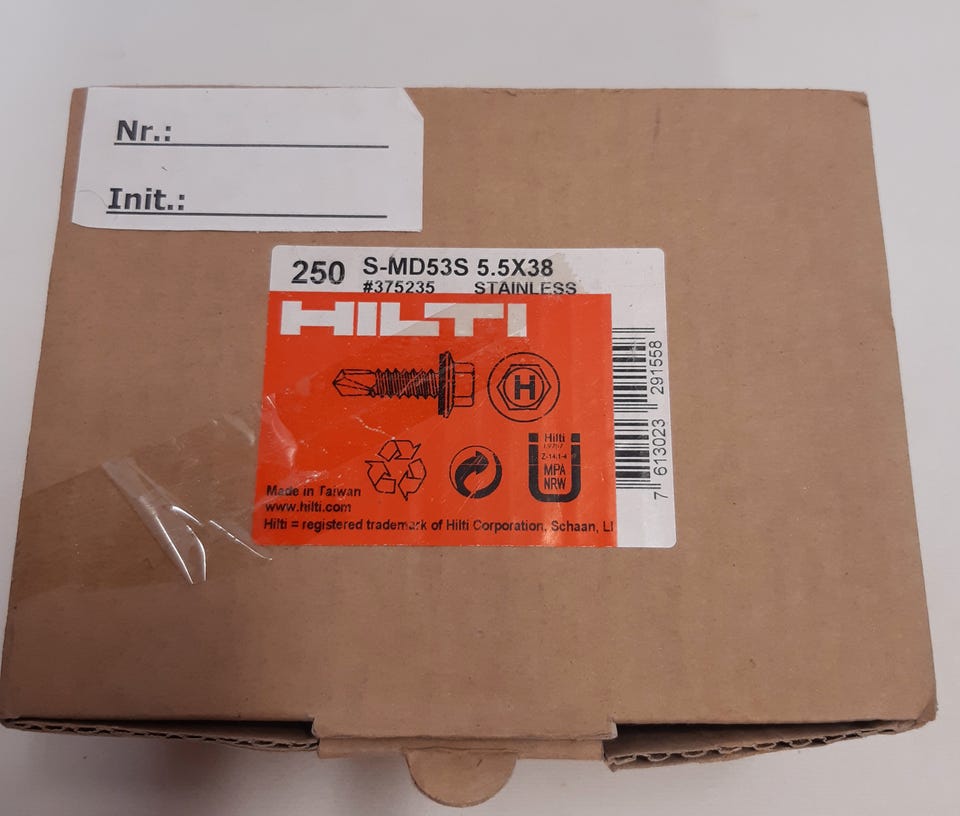 Nr.:
Init.:
250 S-MD53S 5.5X38
#375235 STAINLESS
HILTI
H
Hilti
Z-14.1-4
MPA
NRW
Made in Taiwan
www.hilti.com
Hilti = registered trademark of Hilti Corporation, Schaan, LI
7 613023 291558